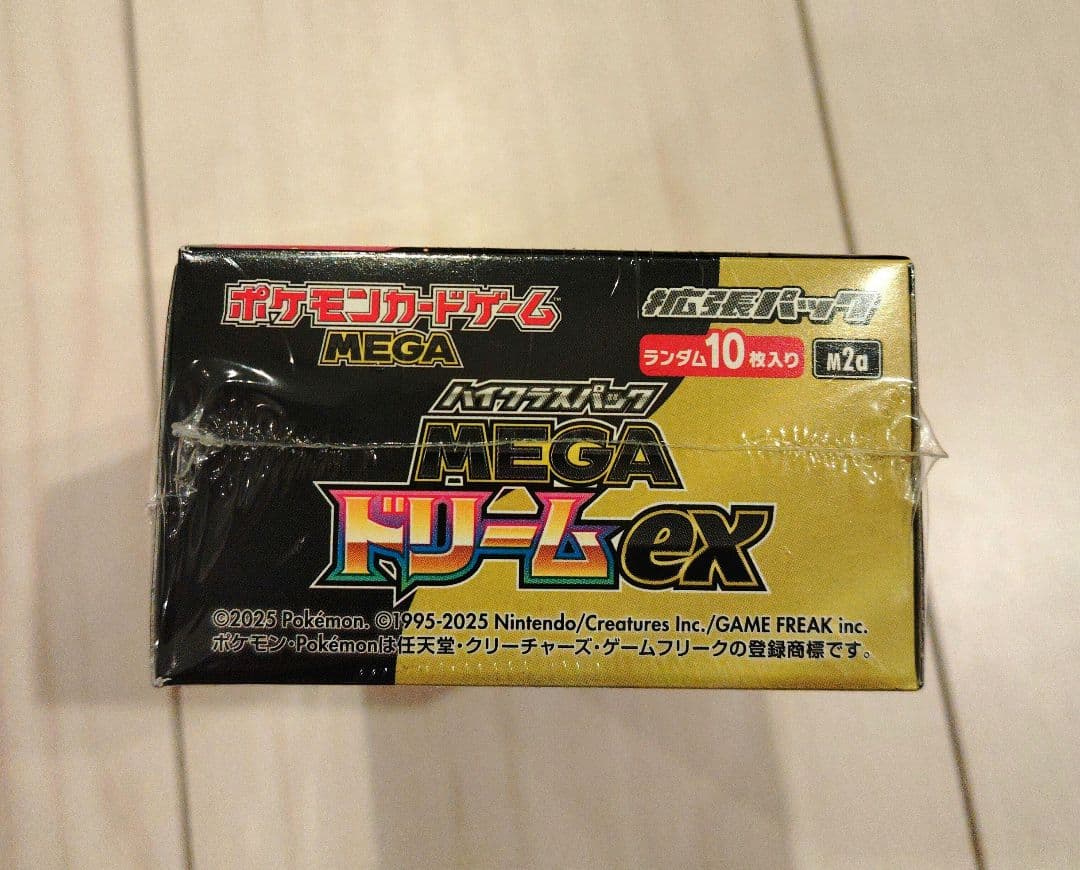 ポケモンカードゲーム™
MEGA
拡張パック
ランダム10枚入り
M2a
ハイクラスパック
MEGA
ドリームex
©2025 Pokémon. ©1995-2025 Nintendo/Creatures Inc./GAME FREAK inc.
ポケモン・Pokémonは任天堂・クリーチャーズ・ゲームフリークの登録商標です。